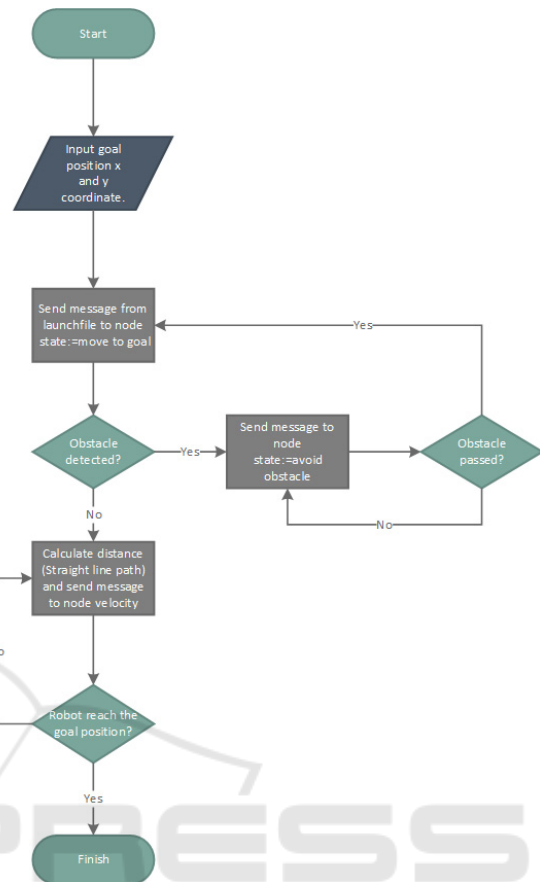 Start
Input goal
position x
and y
coordinate.
Send message from
launchfile to node
state:=move to goal
Yes
Obstacle
detected?
Yes
Send message to
node
state:=avoid
obstacle
Obstacle
passed?
No
No
Calculate distance
(Straight line path)
and send message
to node velocity
Robot reach the
goal position?
Yes
PRESS
Finish